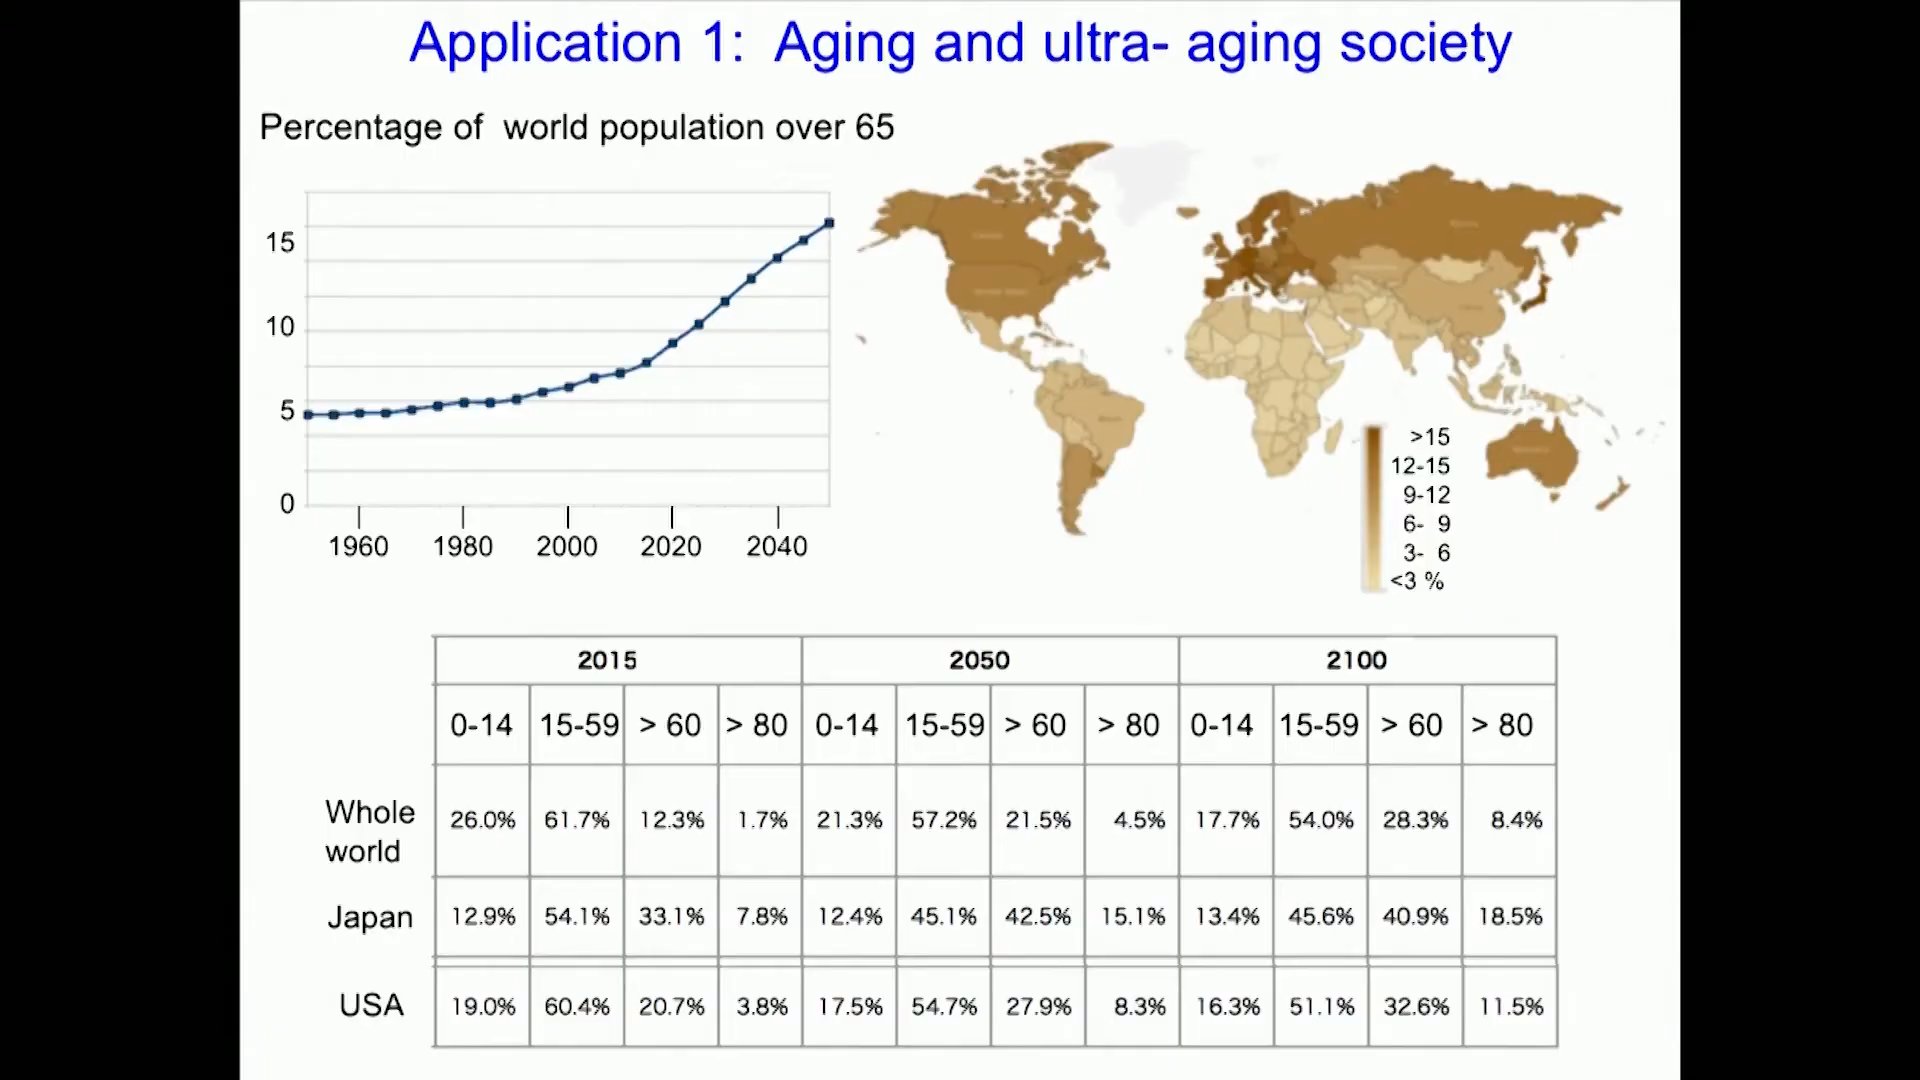 Application 1: Aging and ultra- aging society
Percentage of world population over 65
15
10
5
0
1960 1980 2000 2020 2040
>15
12-15
9-12
6- 9
3- 6
<3 %
2015 2050 2100
0-14 15-59 > 60 > 80 0-14 15-59 > 60 > 80 0-14 15-59 > 60 > 80
Whole
world
26.0% 61.7% 12.3% 1.7% 21.3% 57.2% 21.5% 4.5% 17.7% 54.0% 28.3% 8.4%
Japan 12.9% 54.1% 33.1% 7.8% 12.4% 45.1% 42.5% 15.1% 13.4% 45.6% 40.9% 18.5%
USA 19.0% 60.4% 20.7% 3.8% 17.5% 54.7% 27.9% 8.3% 16.3% 51.1% 32.6% 11.5%